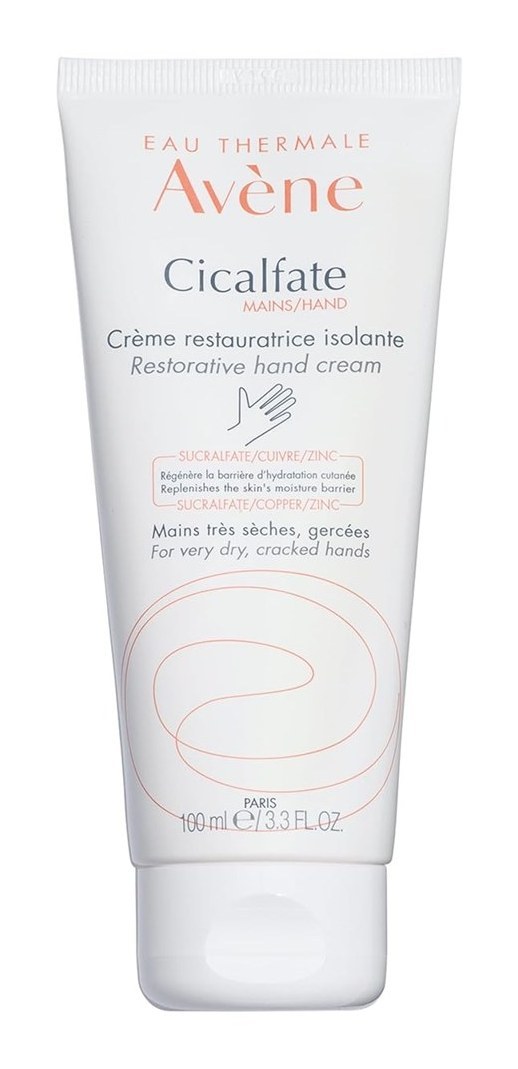 EAU THERMALE
Avène
Cicalfate
MAINS/HAND
Crème restauratrice isolante
Restorative hand cream
SUCRALFATE/CUIVRE/ZINC
Régénère la barrière d'hydratation cutanée
Replenishes the skin's moisture barrier
SUCRALFATE/COPPER/ZINC
Mains très sèches, gercées
For very dry, cracked hands
PARIS
100 ml ℮/3.3 FL.OZ.